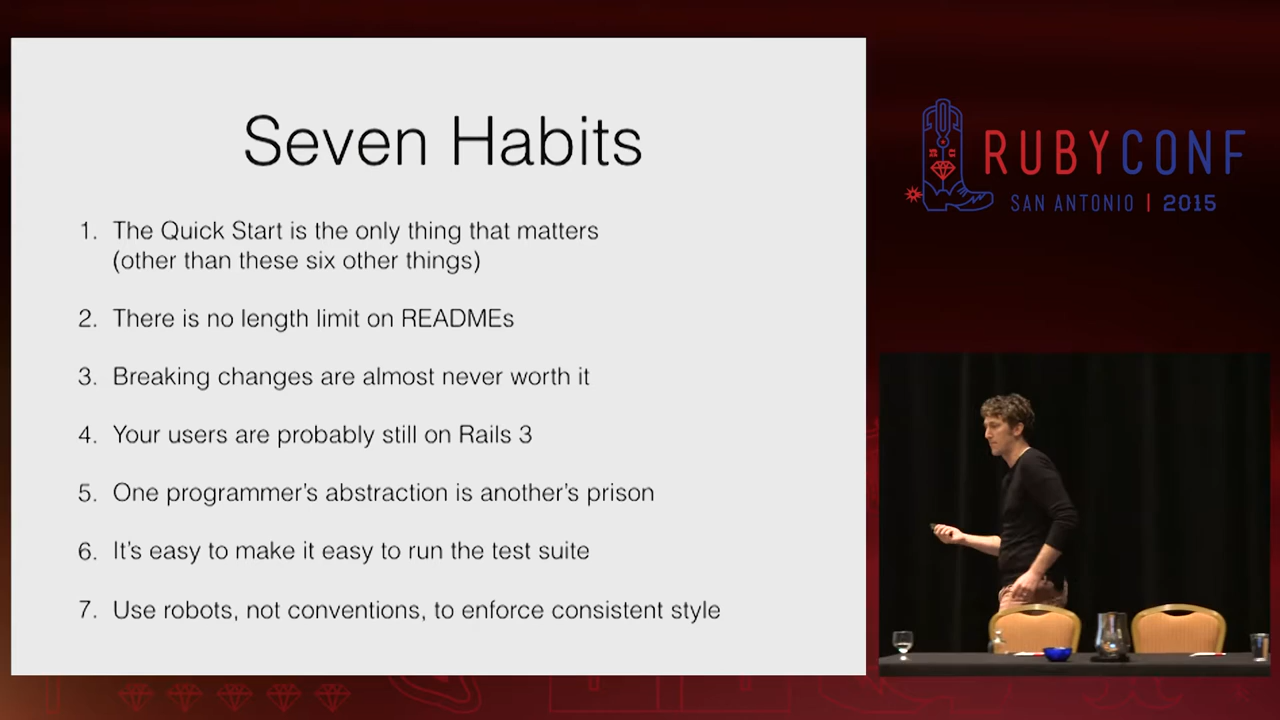 Seven Habits
1. The Quick Start is the only thing that matters
(other than these six other things)
2. There is no length limit on READMEs
3. Breaking changes are almost never worth it
4. Your users are probably still on Rails 3
5. One programmer's abstraction is another's prison
6. It's easy to make it easy to run the test suite
7. Use robots, not conventions, to enforce consistent style
RUBYCONF
SAN ANTONIO | 2015